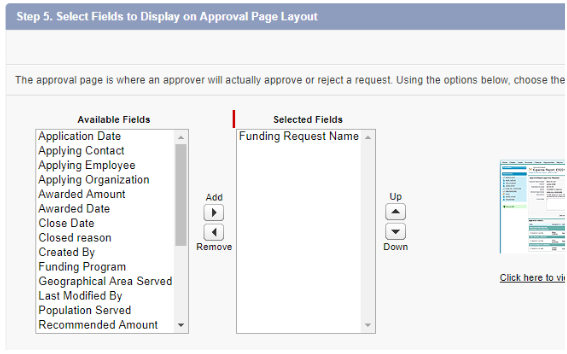 Step 5. Select Fields to Display on Approval Page Layout
The approval page is where an approver will actually approve or reject a request. Using the options below, choose the
Available Fields
Selected Fields
Application Date
Applying Contact
Applying Employee
Applying Organization
Awarded Amount
Awarded Date
Close Date
Closed reason
Created By
Funding Program
Geographical Area Served
Last Modified By
Population Served
Recommended Amount
Add
Remove
Funding Request Name
Up
Down
Click here to vi